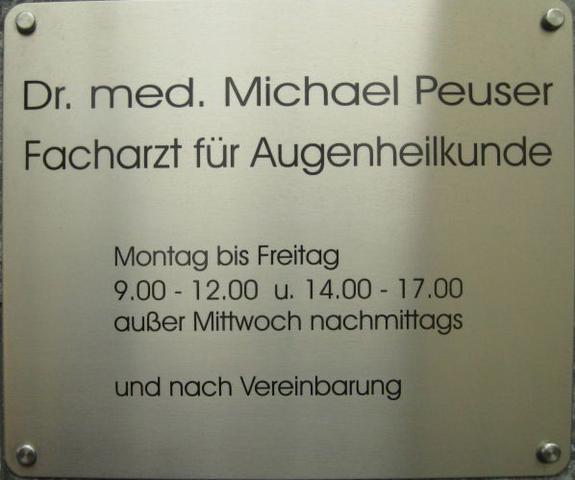 Dr. med. Michael Peuser
Facharzt für Augenheilkunde
Montag bis Freitag
9.00 - 12.00 u. 14.00 - 17.00
außer Mittwoch nachmittags
und nach Vereinbarung